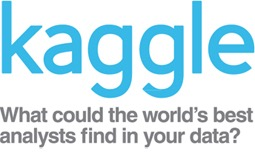 kaggle
What could the world's best
analysts find in your data?